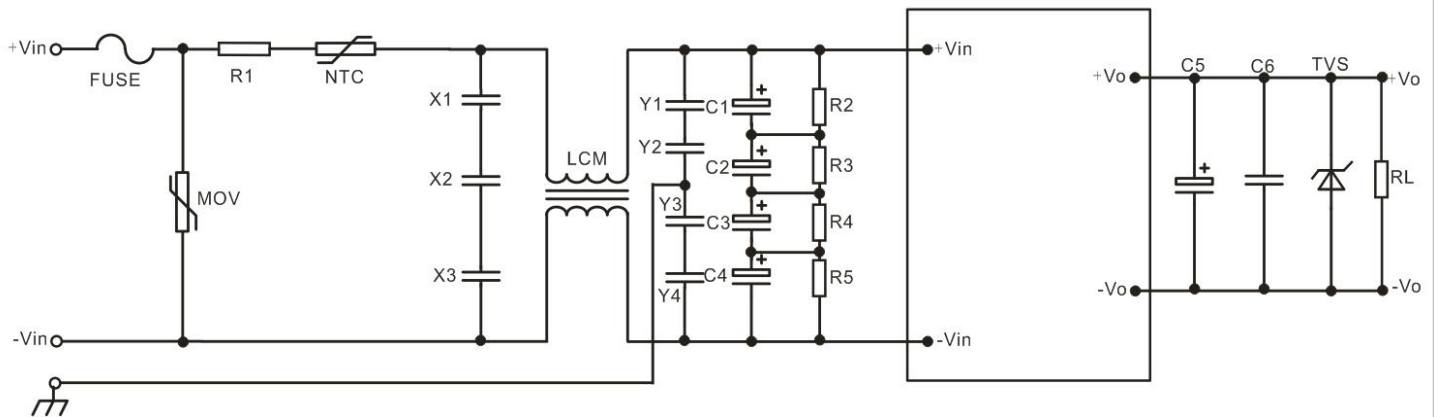 +Vin
FUSE
R1
NTC
MOV
X1
X2
X3
LCM
Y1
Y2
Y3
Y4
C1
C2
C3
C4
+
+
+
+
R2
R3
R4
R5
-Vin
+Vin
-Vin
+Vo
-Vo
C5
+
C6
TVS
RL
+Vo
-Vo